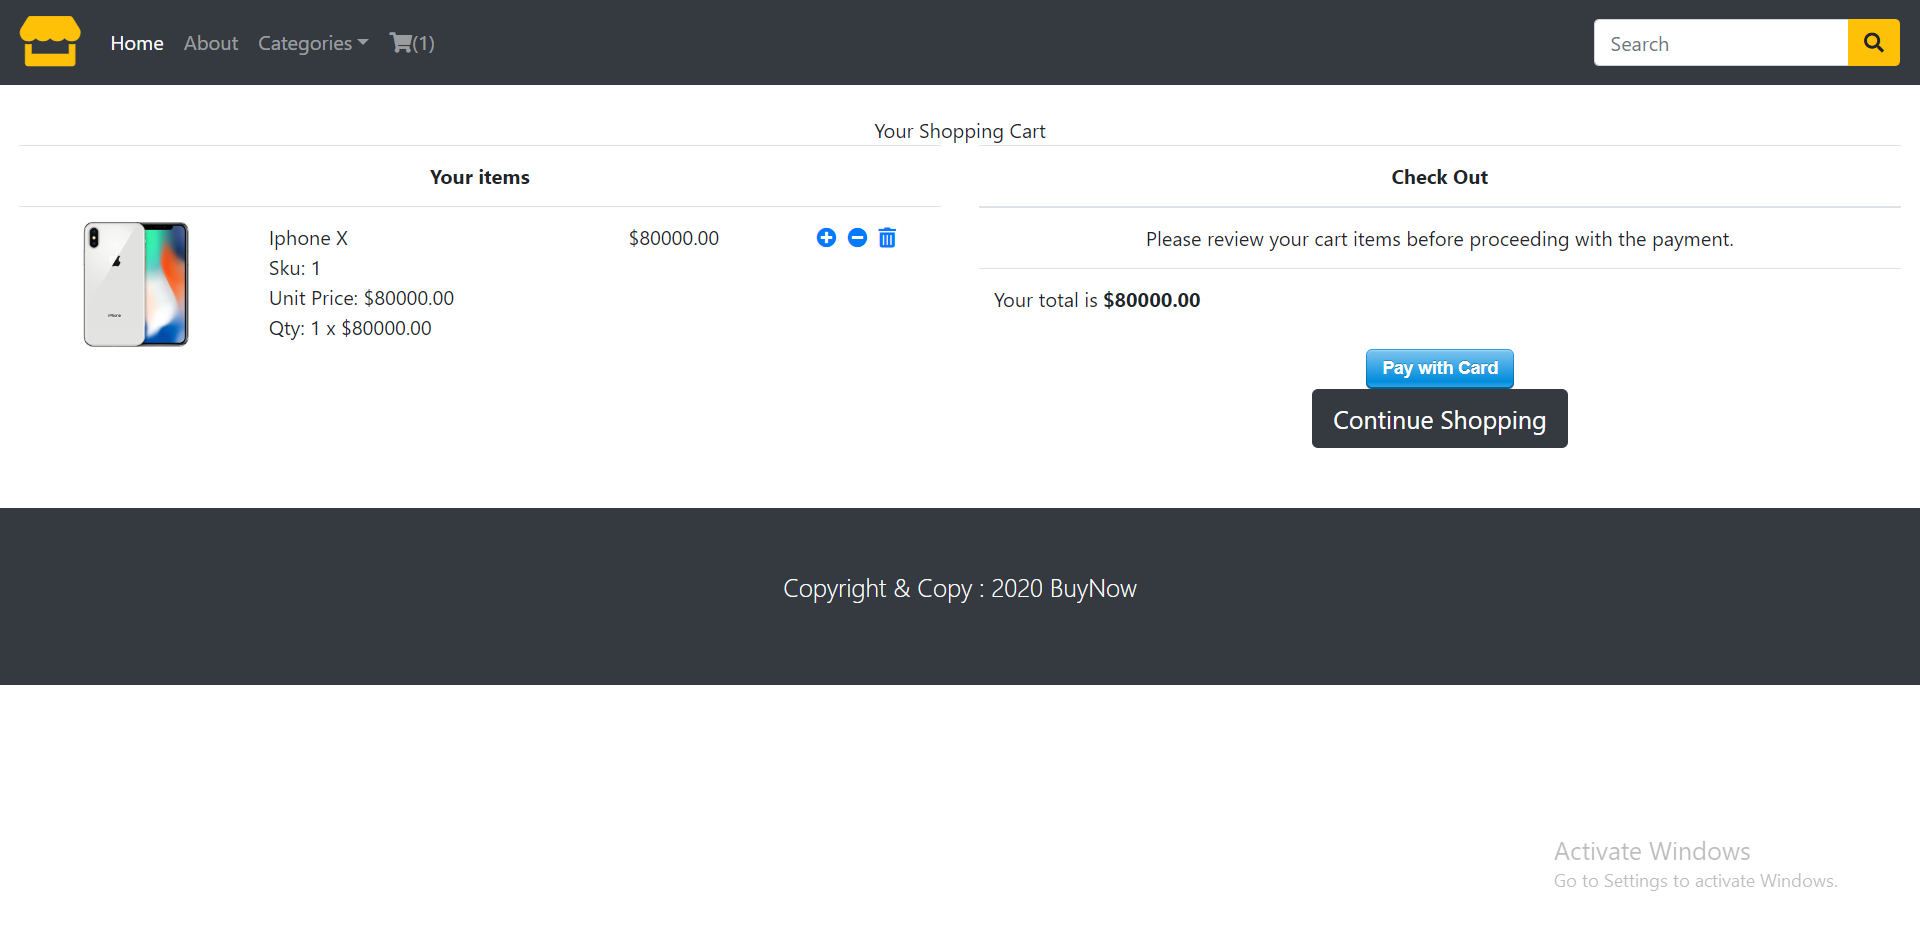 Home About Categories (1) Search
Your Shopping Cart
Your items
Iphone X $80000.00
Sku: 1
Unit Price: $80000.00
Qty: 1 x $80000.00
Check Out
Please review your cart items before proceeding with the payment.
Your total is $80000.00
Pay with Card
Continue Shopping
Copyright & Copy : 2020 BuyNow
Activate Windows
Go to Settings to activate Windows.